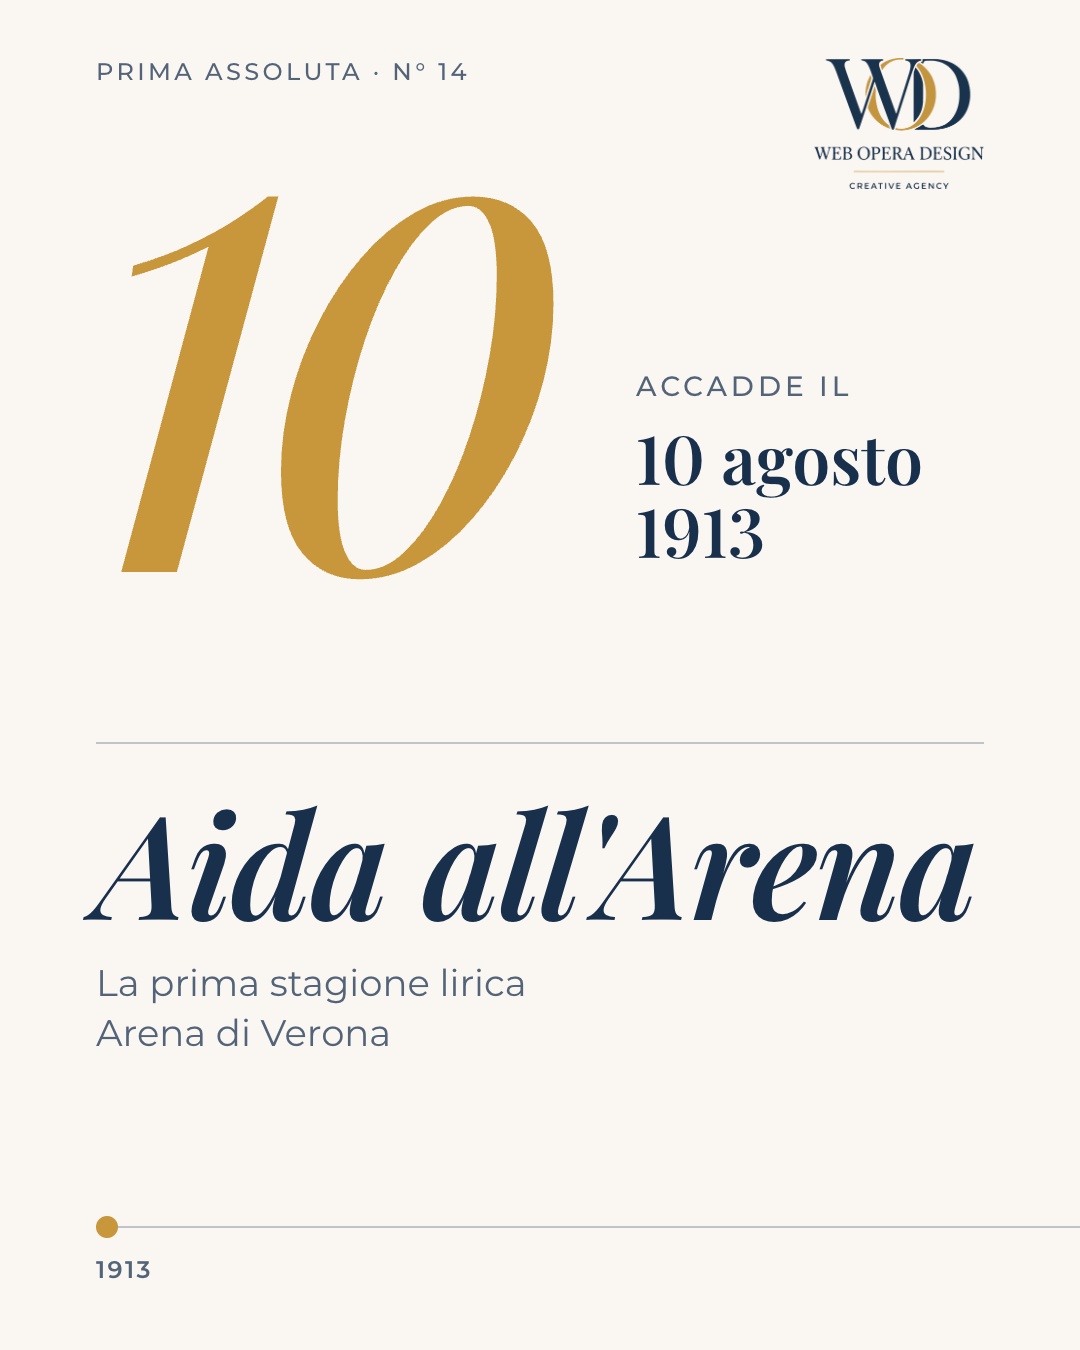 PRIMA ASSOLUTA · N° 14
WOD
WEB OPERA DESIGN
CREATIVE AGENCY
10
ACCADDE IL
10 agosto
1913
Aida all'Arena
La prima stagione lirica
Arena di Verona
1913